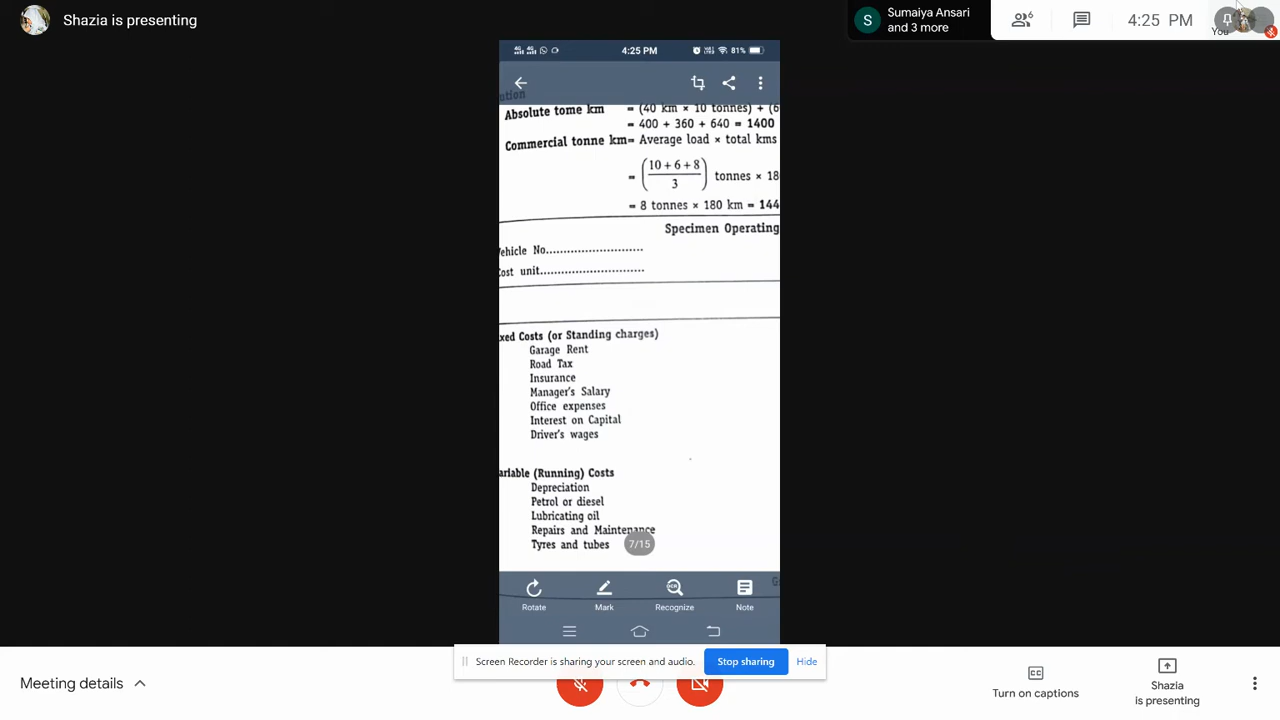 Shazia is presenting
Sumaiya Ansari
and 3 more
6
4:25 PM
You
4:25 PM
81%
ution
Absolute tome km = (40 km × 10 tonnes) + (6
= 400 + 360 + 640 = 1400
Commercial tonne km= Average load × total kms
= (10 + 6 + 8 / 3) tonnes × 18
= 8 tonnes × 180 km = 144
Specimen Operating
ehicle No..........................
Cost unit............................
xed Costs (or Standing charges)
Garage Rent
Road Tax
Insurance
Manager's Salary
Office expenses
Interest on Capital
Driver's wages
ariable (Running) Costs
Depreciation
Petrol or diesel
Lubricating oil
Repairs and Maintenance
Tyres and tubes
7/15
Rotate
Mark
OCR
Recognize
Note
Screen Recorder is sharing your screen and audio.
Stop sharing
Hide
Meeting details
CC
Turn on captions
Shazia
is presenting